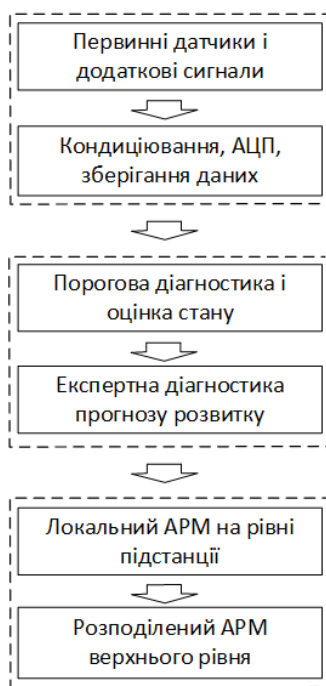 Первинні датчики і
додаткові сигнали
Кондиціювання, АЦП,
зберігання даних
Порогова діагностика і
оцінка стану
Експертна діагностика
прогнозу розвитку
Локальний АРМ на рівні
підстанції
Розподілений АРМ
верхнього рівня